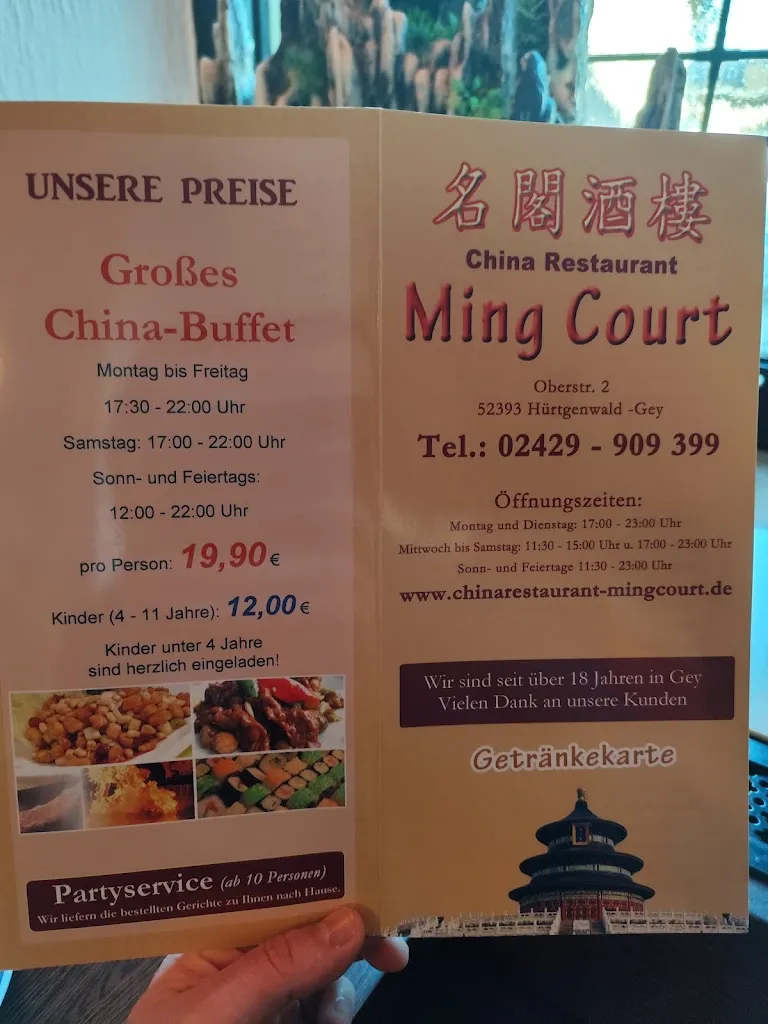 UNSERE PREISE
Großes
China-Buffet
Montag bis Freitag
17:30 - 22:00 Uhr
Samstag: 17:00 - 22:00 Uhr
Sonn- und Feiertags:
12:00 - 22:00 Uhr
pro Person: 19,90 €
Kinder (4 - 11 Jahre): 12,00 €
Kinder unter 4 Jahre
sind herzlich eingeladen!
Partyservice (ab 10 Personen)
Wir liefern die bestellten Gerichte zu Ihnen nach Hause.
名閣酒樓
China Restaurant
Ming Court
Oberstr. 2
52393 Hürtgenwald -Gey
Tel.: 02429 - 909 399
Öffnungszeiten:
Montag und Dienstag: 17:00 - 23:00 Uhr
Mittwoch bis Samstag: 11:30 - 15:00 Uhr u. 17:00 - 23:00 Uhr
Sonn- und Feiertage 11:30 - 23:00 Uhr
www.chinarestaurant-mingcourt.de
Wir sind seit über 18 Jahren in Gey
Vielen Dank an unsere Kunden
Getränkekarte